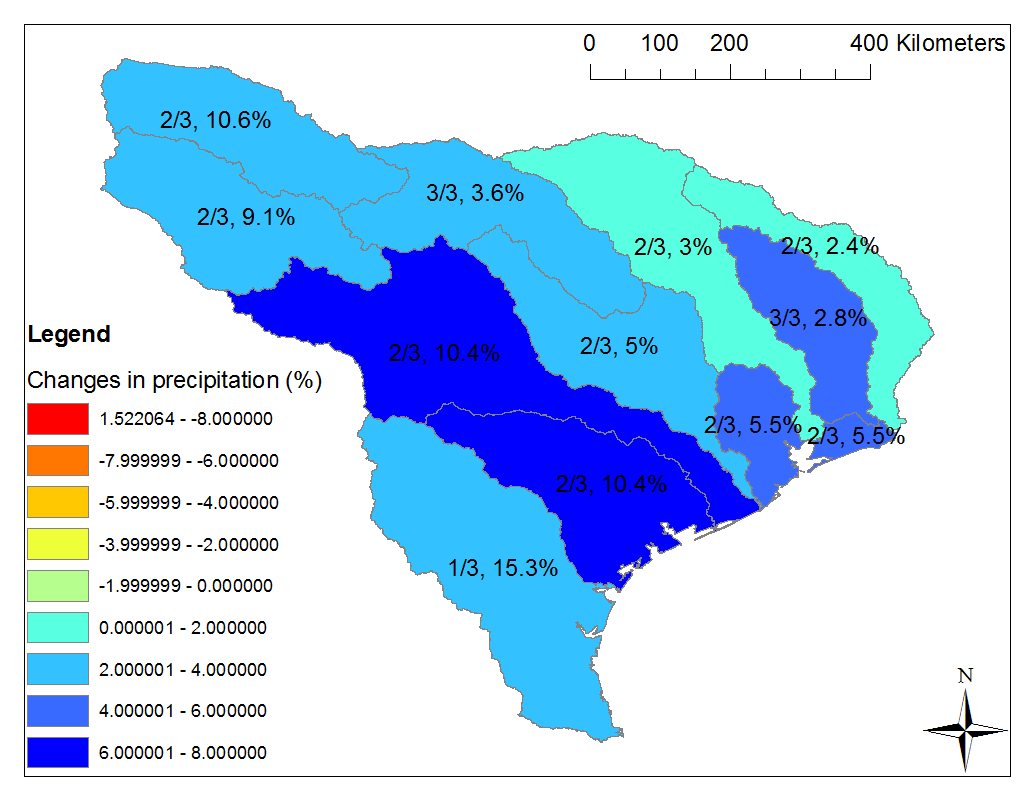 0 100 200 400 Kilometers
2/3, 10.6%
3/3, 3.6%
2/3, 9.1%
2/3, 3%
2/3, 2.4%
3/3, 2.8%
2/3, 5%
2/3, 10.4%
2/3, 5.5%
2/3, 5.5%
2/3, 10.4%
1/3, 15.3%
Legend
Changes in precipitation (%)
1.522064 - -8.000000
-7.999999 - -6.000000
-5.999999 - -4.000000
-3.999999 - -2.000000
-1.999999 - 0.000000
0.000001 - 2.000000
2.000001 - 4.000000
4.000001 - 6.000000
6.000001 - 8.000000
N